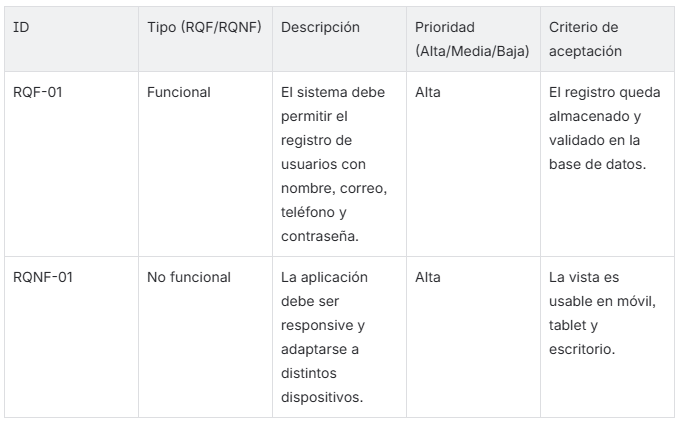 ID
Tipo (RQF/RQNF)
Descripción
Prioridad
(Alta/Media/Baja)
Criterio de
aceptación
RQF-01
Funcional
El sistema debe
permitir el
registro de
usuarios con
nombre, correo,
teléfono y
contraseña.
Alta
El registro queda
almacenado y
validado en la
base de datos.
RQNF-01
No funcional
La aplicación
debe ser
responsive y
adaptarse a
distintos
dispositivos.
Alta
La vista es
usable en móvil,
tablet y
escritorio.